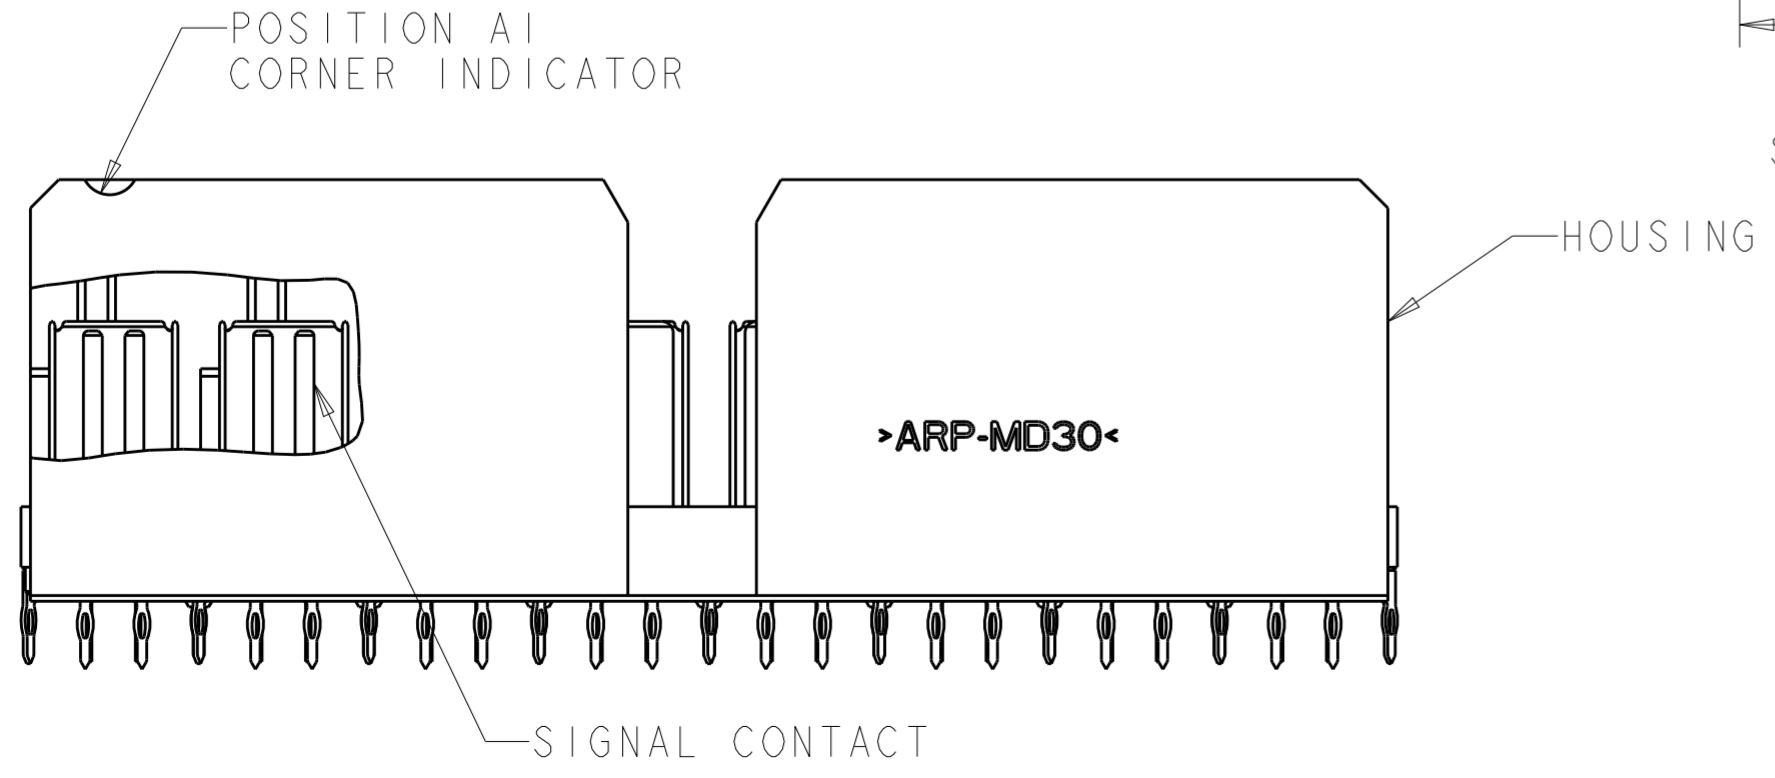 POSITION A1
CORNER INDICATOR
S
HOUSING
>ARP-MD30<
SIGNAL CONTACT